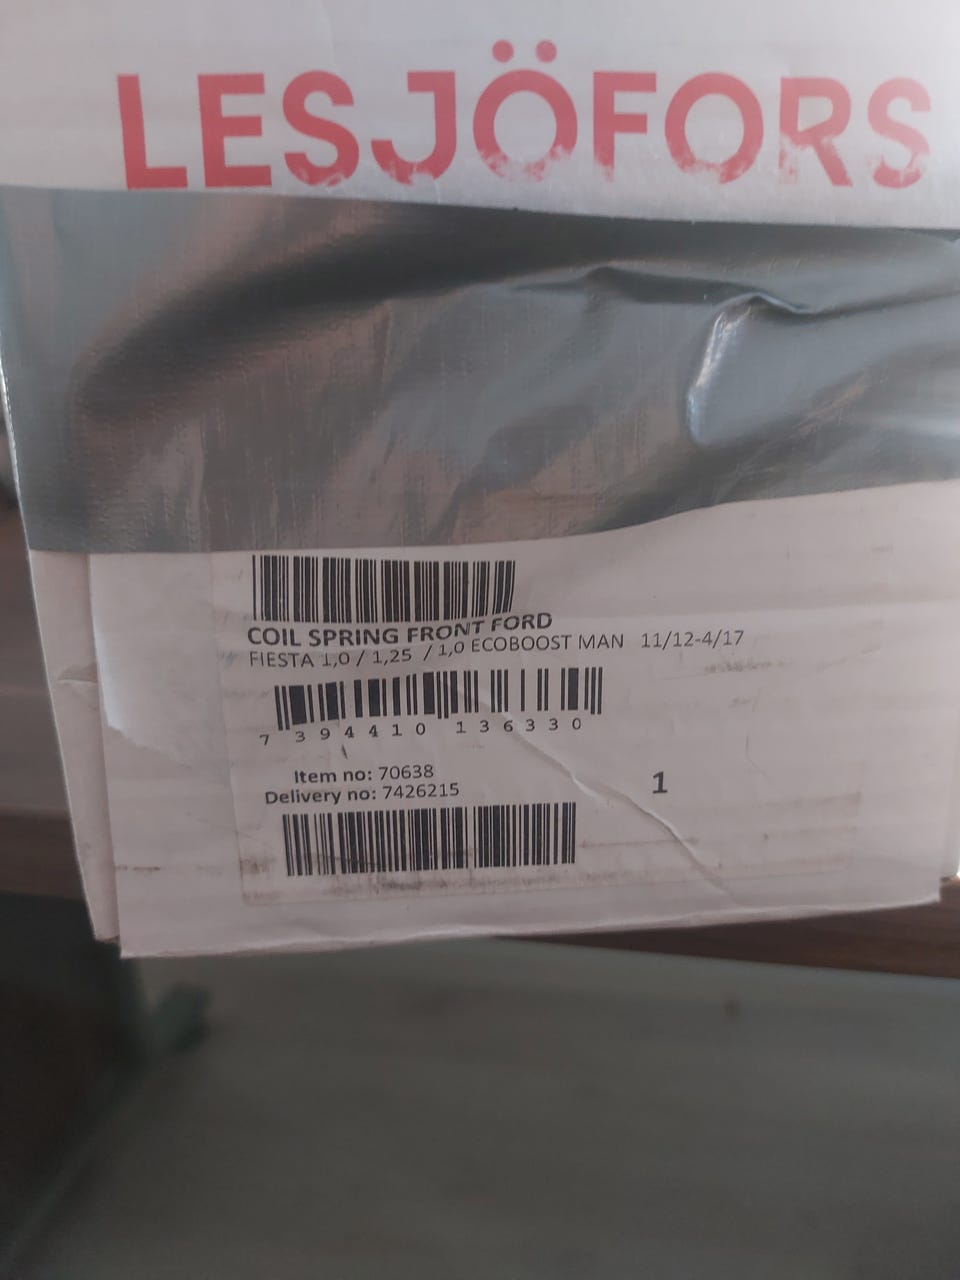 LESJÖFORS
COIL SPRING FRONT FORD
FIESTA 1,0 / 1,25 / 1,0 ECOBOOST MAN 11/12-4/17
7 394410 136330
Item no: 70638
Delivery no: 7426215
1